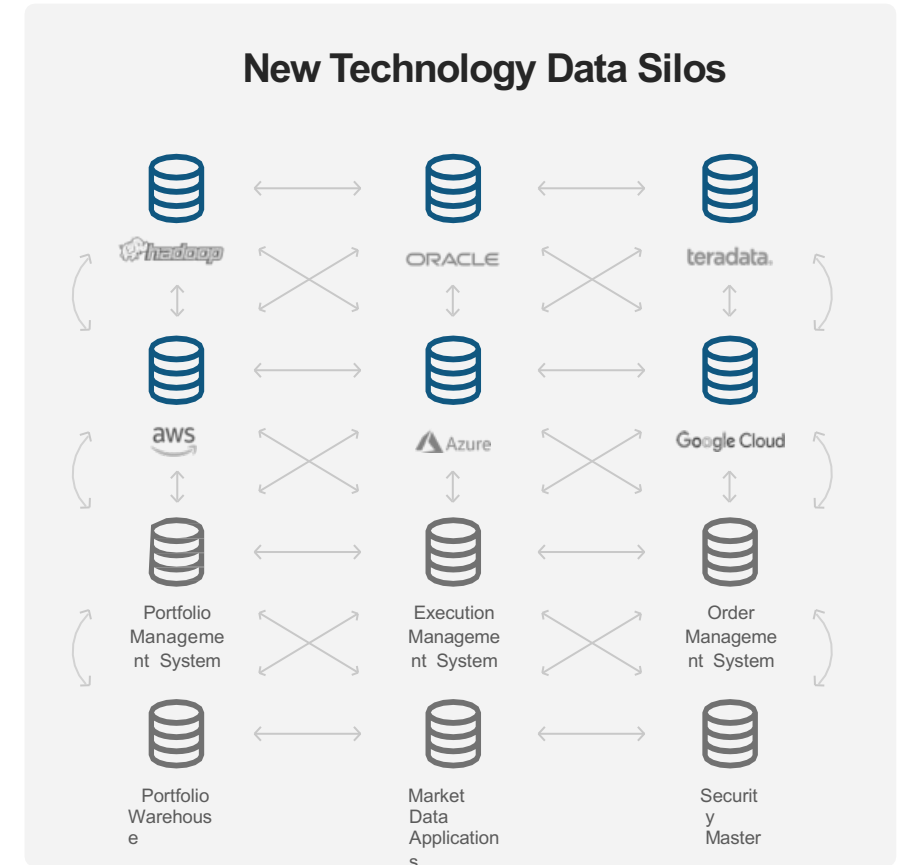 New Technology Data Silos
hadoop
ORACLE
teradata.
aws
Azure
Google Cloud
Portfolio
Manageme
nt System
Execution
Manageme
nt System
Order
Manageme
nt System
Portfolio
Warehous
e
Market
Data
Application
s
Securit
y
Master